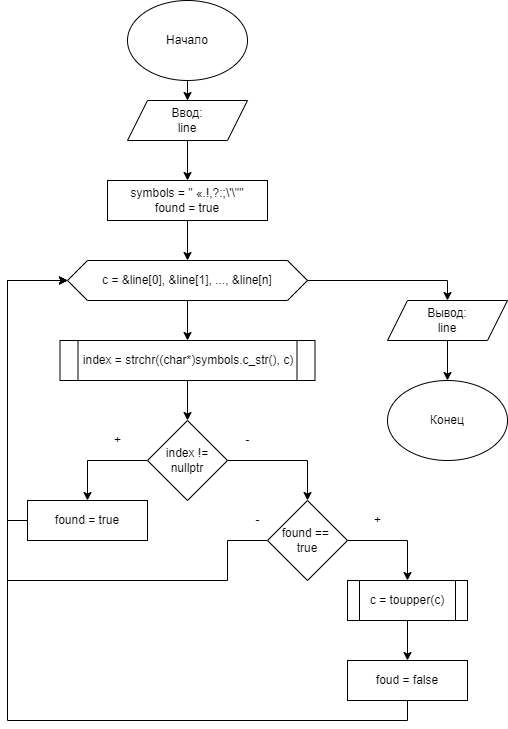 Начало
Ввод:
line
symbols = " «.!,?:;\'\""
found = true
c = &line[0], &line[1], ..., &line[n]
Вывод:
line
index = strchr((char*)symbols.c_str(), c)
Конец
index !=
nullptr
+
-
found = true
found ==
true
-
+
c = toupper(c)
foud = false